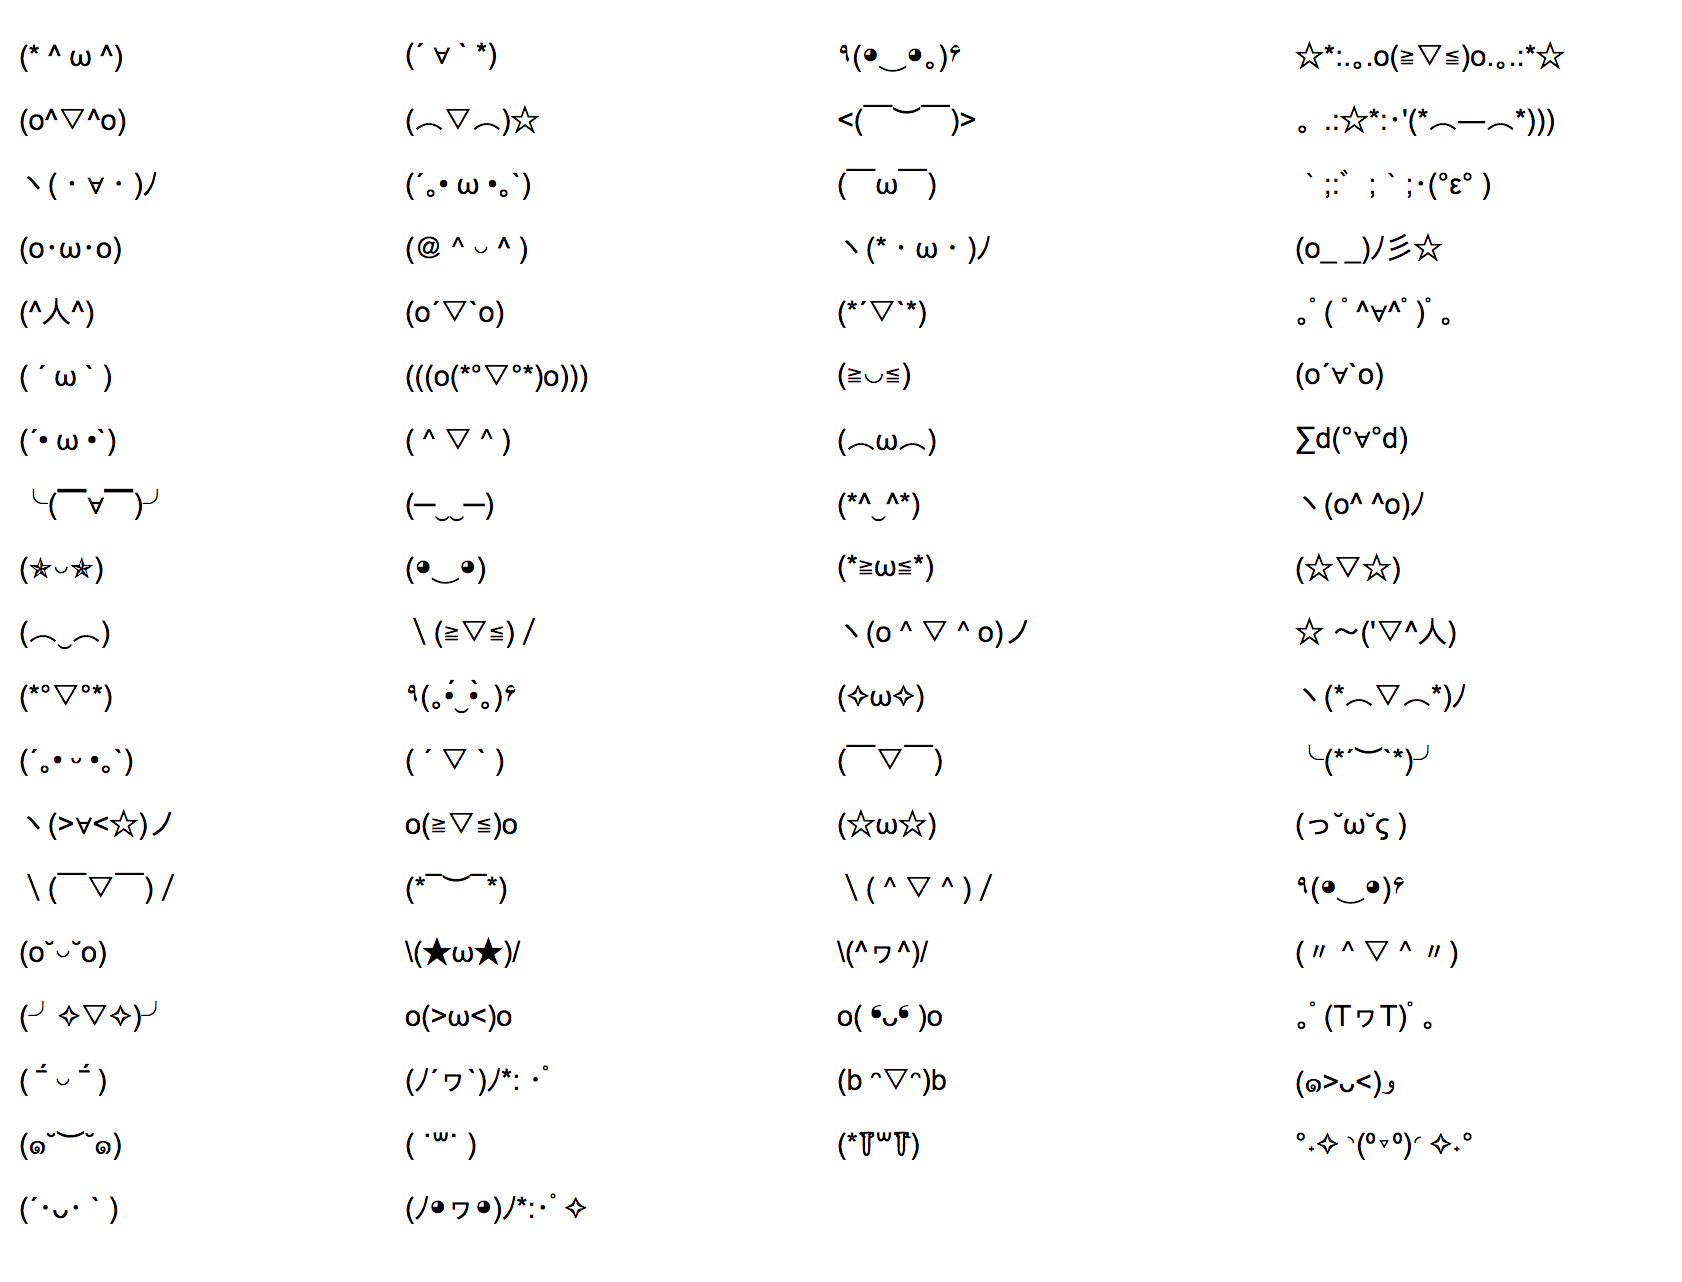 (* ^ ω ^) (´ ∀ ` *) ٩(◕‿◕｡)۶ ☆*:.｡.o(≧▽≦)o.｡.:*☆
(o^▽^o) (⌒▽⌒)☆ <(￣︶￣)> 。.:☆*:･'(*⌒―⌒*)))
ヽ(・∀・)ﾉ (´｡• ω •｡`) (￣ω￣) ｀;:゛;｀;･(°ε° )
(o･ω･o) (@＾◡＾) ヽ(*・ω・)ﾉ (o_ _)ﾉ彡☆
(^人^) (o´▽`o) (*´▽`*) ｡ﾟ( ﾟ^∀^ﾟ)ﾟ｡
( ´ ω ` ) (((o(*°▽°*)o))) (≧◡≦) (o´∀`o)
(´• ω •`) (＾▽＾) (⌒ω⌒) ∑d(°∀°d)
╰(▔∀▔)╯ (─‿‿─) (*^‿^*) ヽ(o^ ^o)ﾉ
(✯◡✯) (◕‿◕) (*≧ω≦*) (☆▽☆)
(⌒‿⌒) ＼(≧▽≦)／ ヽ(o＾▽＾o)ノ ☆ ～('▽^人)
(*°▽°*) ٩(｡•́‿•̀｡)۶ (✧ω✧) ヽ(*⌒▽⌒*)ﾉ
(´｡• ᵕ •｡`) ( ´ ▽ ` ) (￣▽￣) ╰(*´︶`*)╯
ヽ(>∀<☆)ノ o(≧▽≦)o (☆ω☆) (っ˘ω˘ς )
＼(￣▽￣)／ (*¯︶¯*) ＼(＾▽＾)／ ٩(◕‿◕)۶
(o˘◡˘o) \(★ω★)/ \(^ヮ^)/ (〃＾▽＾〃)
(╯✧▽✧)╯ o(>ω<)o o( ❛ᴗ❛ )o ｡ﾟ(TヮT)ﾟ｡
( ‾́ ◡ ‾́ ) (ﾉ´ヮ`)ﾉ*: ･ﾟ (b ᵔ▽ᵔ)b (๑>ᴗ<)و
(๑˘︶˘๑) ( ˙꒳˙ ) (*꒦ິ꒳꒦ີ) °˖✧◝(⁰▿⁰)◜✧˖°
(´･ᴗ･ ` ) (ﾉ◕ヮ◕)ﾉ*:･ﾟ✧